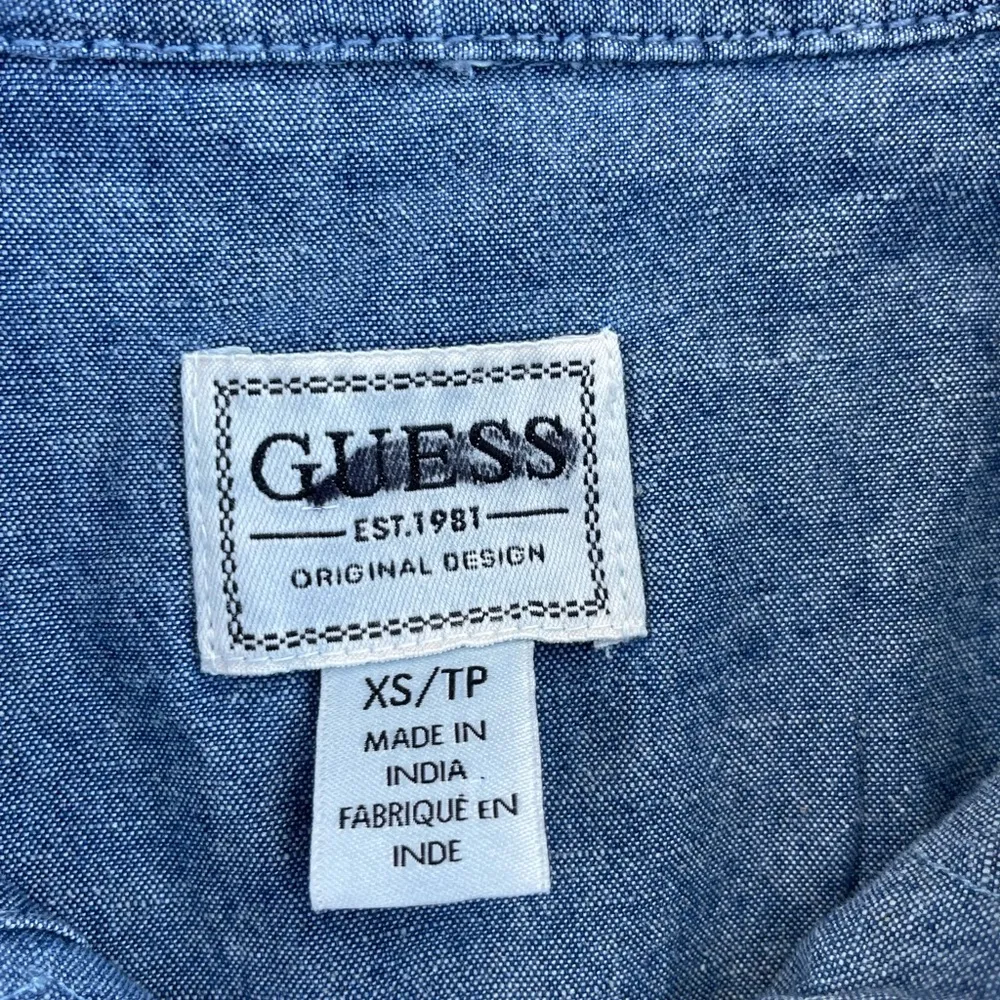 GUESS
EST.1981
ORIGINAL DESIGN
XS/TP
MADE IN
INDIA
FABRIQUÉ EN
INDE